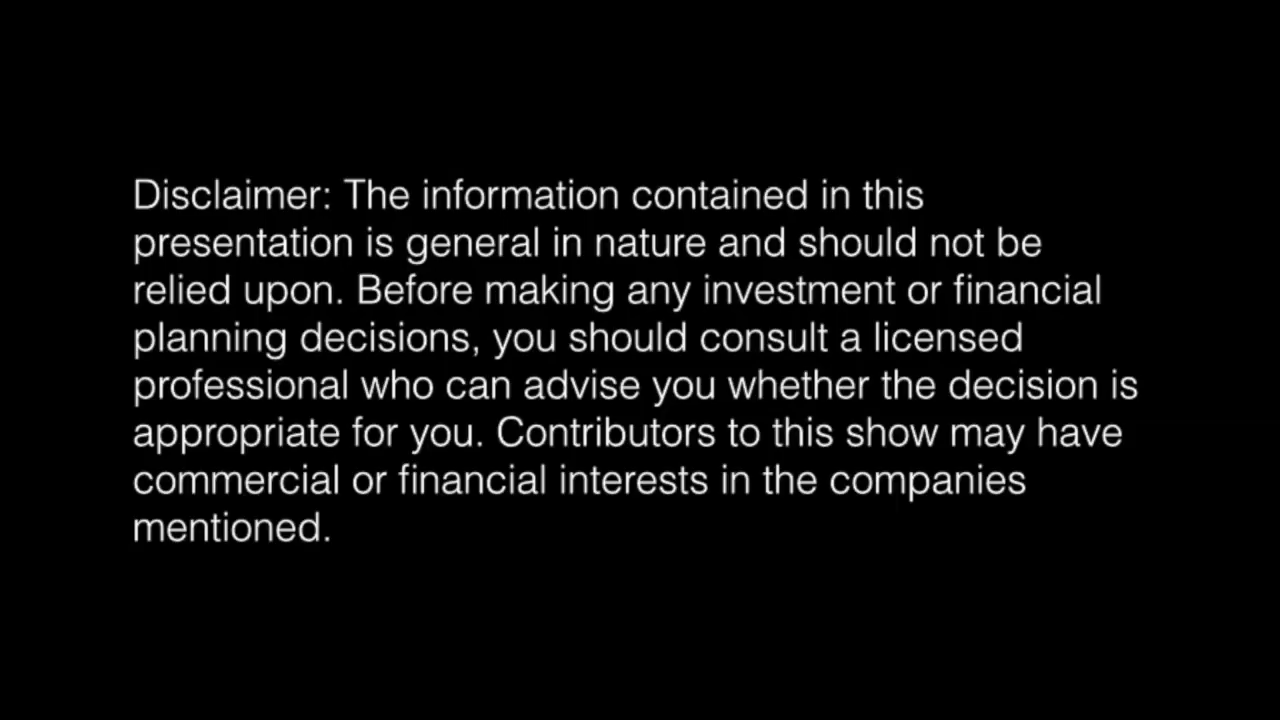 Disclaimer: The information contained in this
presentation is general in nature and should not be
relied upon. Before making any investment or financial
planning decisions, you should consult a licensed
professional who can advise you whether the decision is
appropriate for you. Contributors to this show may have
commercial or financial interests in the companies
mentioned.